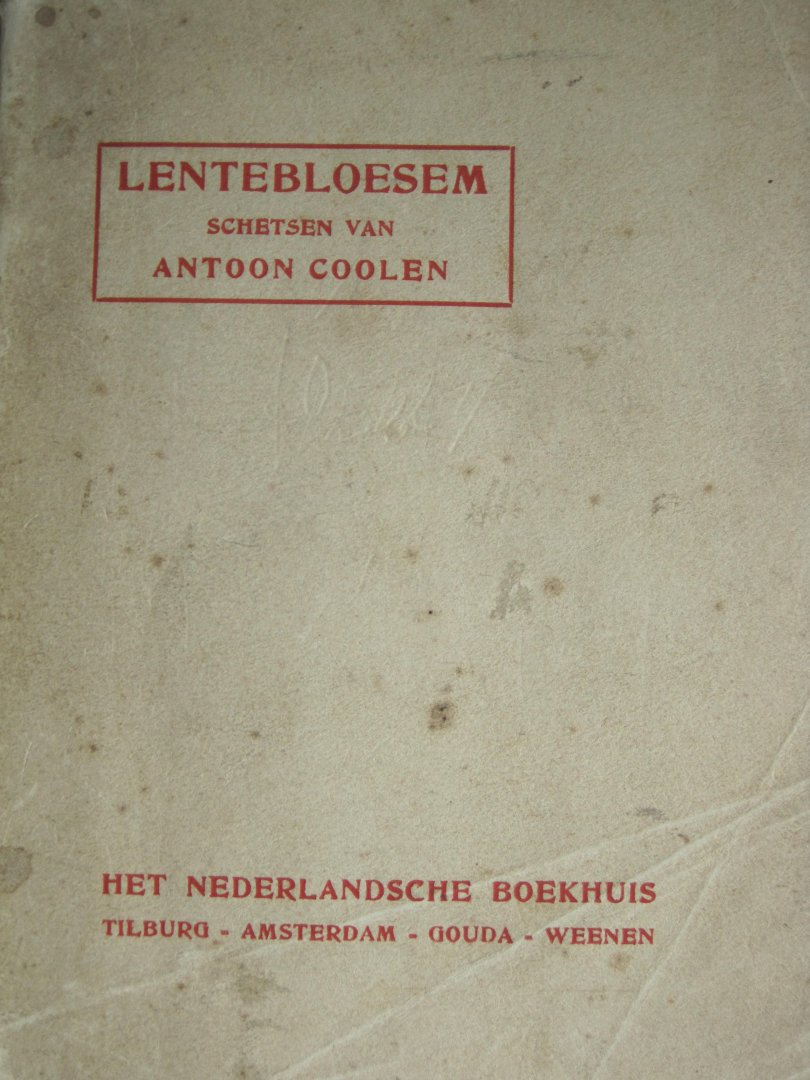 LENTEBLOESEM
SCHETSEN VAN
ANTOON COOLEN
HET NEDERLANDSCHE BOEKHUIS
TILBURG - AMSTERDAM - GOUDA - WEENEN